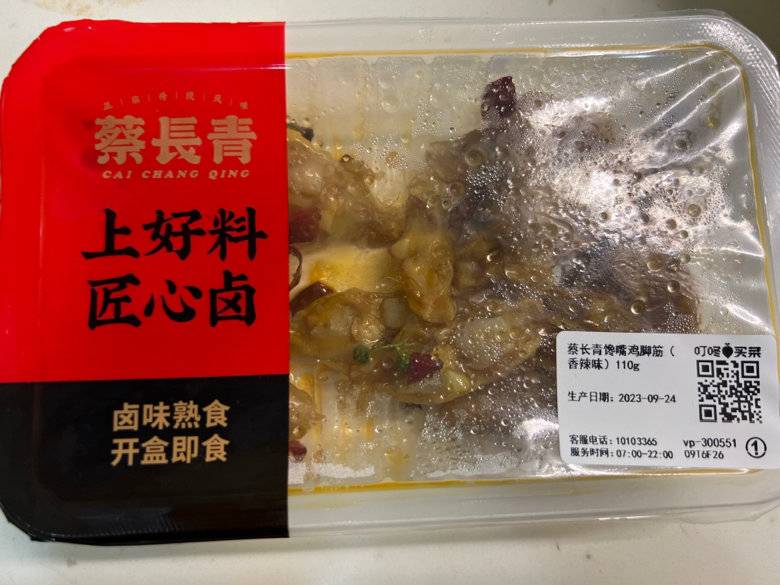 蔡長青
CAI CHANG QING
上好料
匠心卤
卤味熟食
开盒即食
蔡长青馋嘴鸡脚筋（
香辣味）110g
叮咚买菜
生产日期：2023-09-24
客服电话：10103365
vp-300551
服务时间：07:00-22:00
09T6F26
1